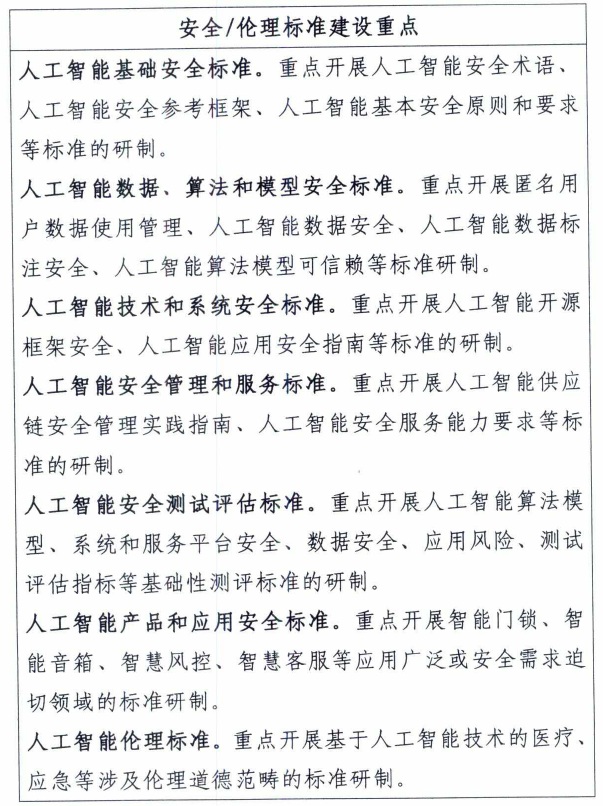 安全/伦理标准建设重点
人工智能基础安全标准。重点开展人工智能安全术语、
人工智能安全参考框架、人工智能基本安全原则和要求
等标准的研制。
人工智能数据、算法和模型安全标准。重点开展匿名用
户数据使用管理、人工智能数据安全、人工智能数据标
注安全、人工智能算法模型可信赖等标准研制。
人工智能技术和系统安全标准。重点开展人工智能开源
框架安全、人工智能应用安全指南等标准的研制。
人工智能安全管理和服务标准。重点开展人工智能供应
链安全管理实践指南、人工智能安全服务能力要求等标
准的研制。
人工智能安全测试评估标准。重点开展人工智能算法模
型、系统和服务平台安全、数据安全、应用风险、测试
评估指标等基础性测评标准的研制。
人工智能产品和应用安全标准。重点开展智能门锁、智
能音箱、智慧风控、智慧客服等应用广泛或安全需求迫
切领域的标准研制。
人工智能伦理标准。重点开展基于人工智能技术的医疗、
应急等涉及伦理道德范畴的标准研制。